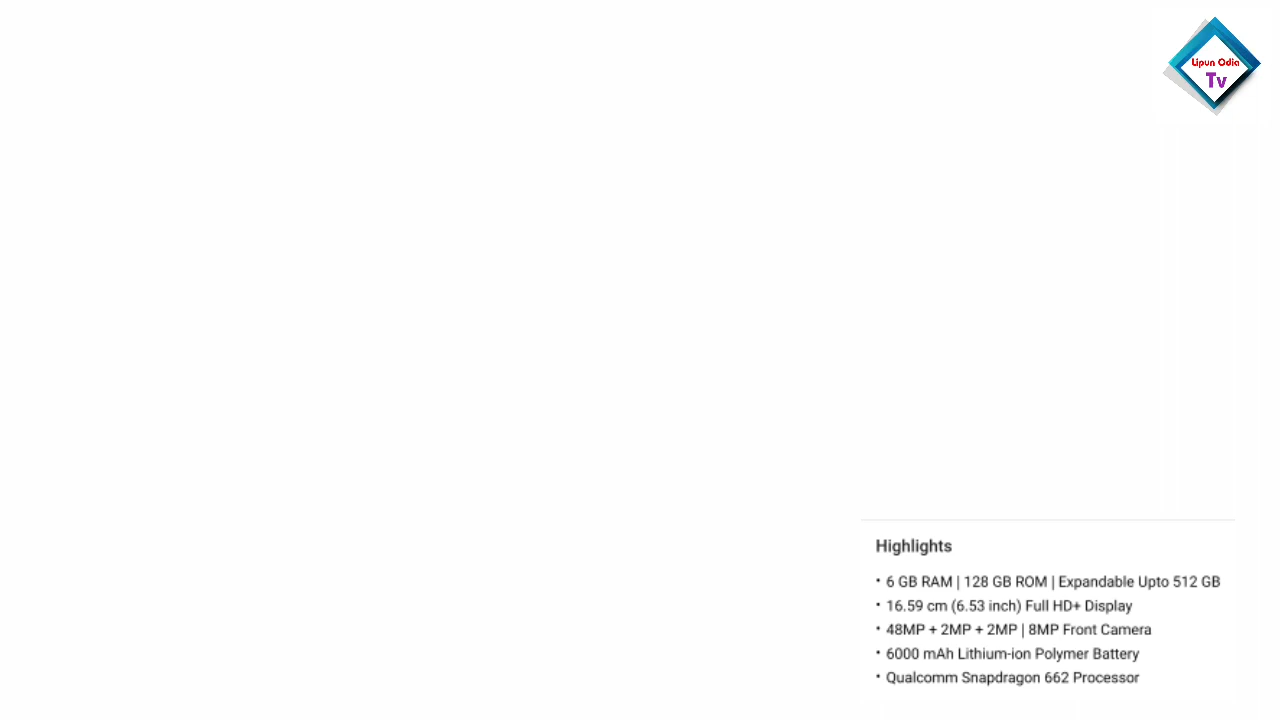 Lipun Odia
Tv
Highlights
• 6 GB RAM | 128 GB ROM | Expandable Upto 512 GB
• 16.59 cm (6.53 inch) Full HD+ Display
• 48MP + 2MP + 2MP | 8MP Front Camera
• 6000 mAh Lithium-ion Polymer Battery
• Qualcomm Snapdragon 662 Processor